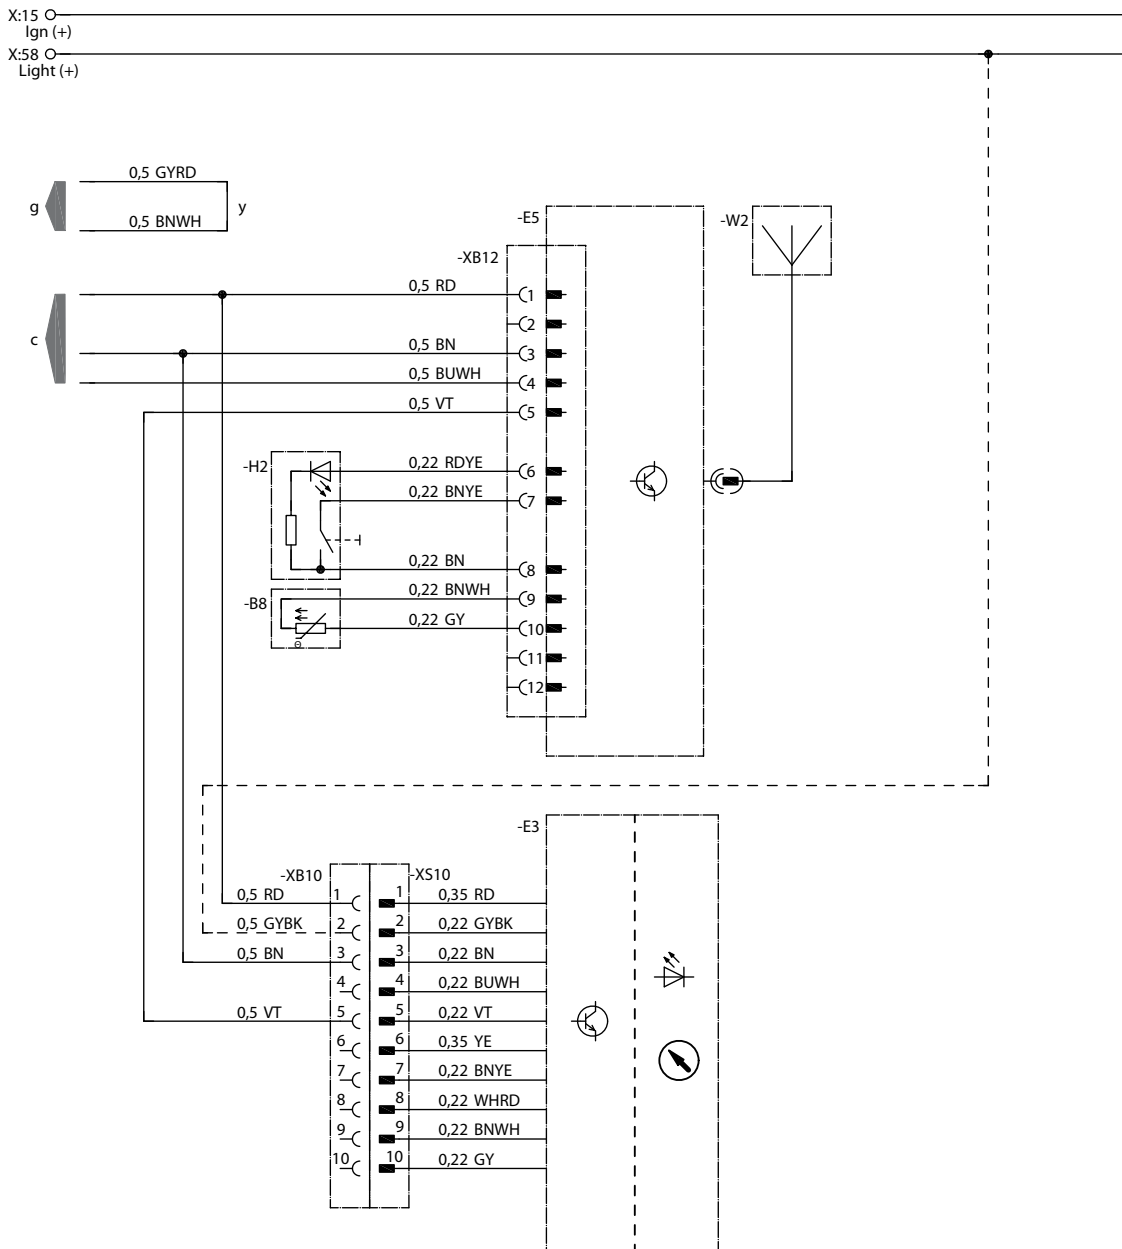 X:15
Ign (+)
X:58
Light (+)
0,5 GYRD
g
y
0,5 BNWH
-E5
-W2
-XB12
c
0,5 RD
1
2
0,5 BN
3
0,5 BUWH
4
0,5 VT
5
-H2
0,22 RDYE
6
0,22 BNYE
7
0,22 BN
8
-B8
0,22 BNWH
9
0,22 GY
10
Θ
11
12
-E3
-XB10
-XS10
0,5 RD
1
1
0,35 RD
0,5 GYBK
2
2
0,22 GYBK
0,5 BN
3
3
0,22 BN
4
4
0,22 BUWH
0,5 VT
5
5
0,22 VT
6
6
0,35 YE
7
7
0,22 BNYE
8
8
0,22 WHRD
9
9
0,22 BNWH
10
10
0,22 GY